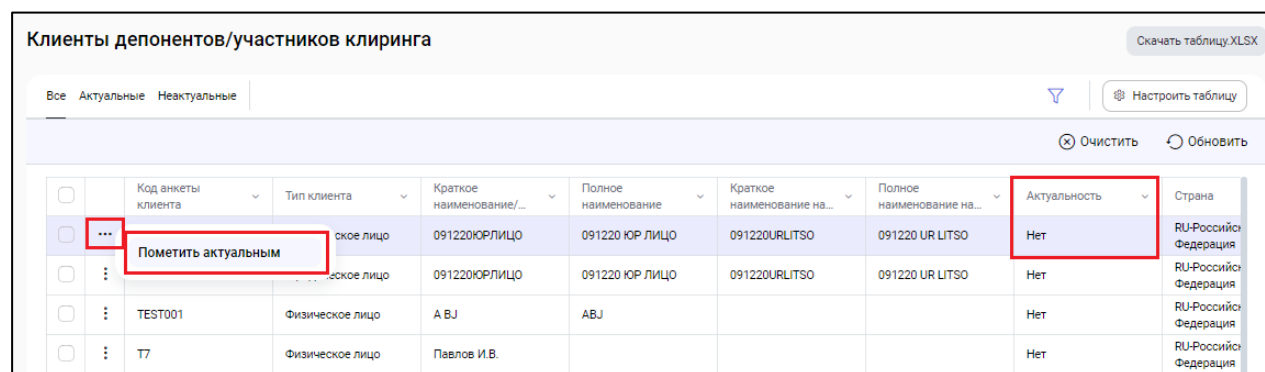 Клиенты депонентов/участников клиринга
Скачать таблицу.XLSX
Все Актуальные Неактуальные
Настроить таблицу
Очистить Обновить
Код анкеты клиента Тип клиента Краткое наименование/... Полное наименование Краткое наименование на... Полное наименование на... Актуальность Страна
ское лицо 091220ЮРЛИЦО 091220 ЮР ЛИЦО 091220URLITSO 091220 UR LITSO Нет RU-Российск Федерация
Пометить актуальным
еское лицо 091220ЮРЛИЦО 091220 ЮР ЛИЦО 091220URLITSO 091220 UR LITSO Нет RU-Российск Федерация
TEST001 Физическое лицо A BJ ABJ Нет RU-Российск Федерация
T7 Физическое лицо Павлов И.В. Нет RU-Российск Федерация